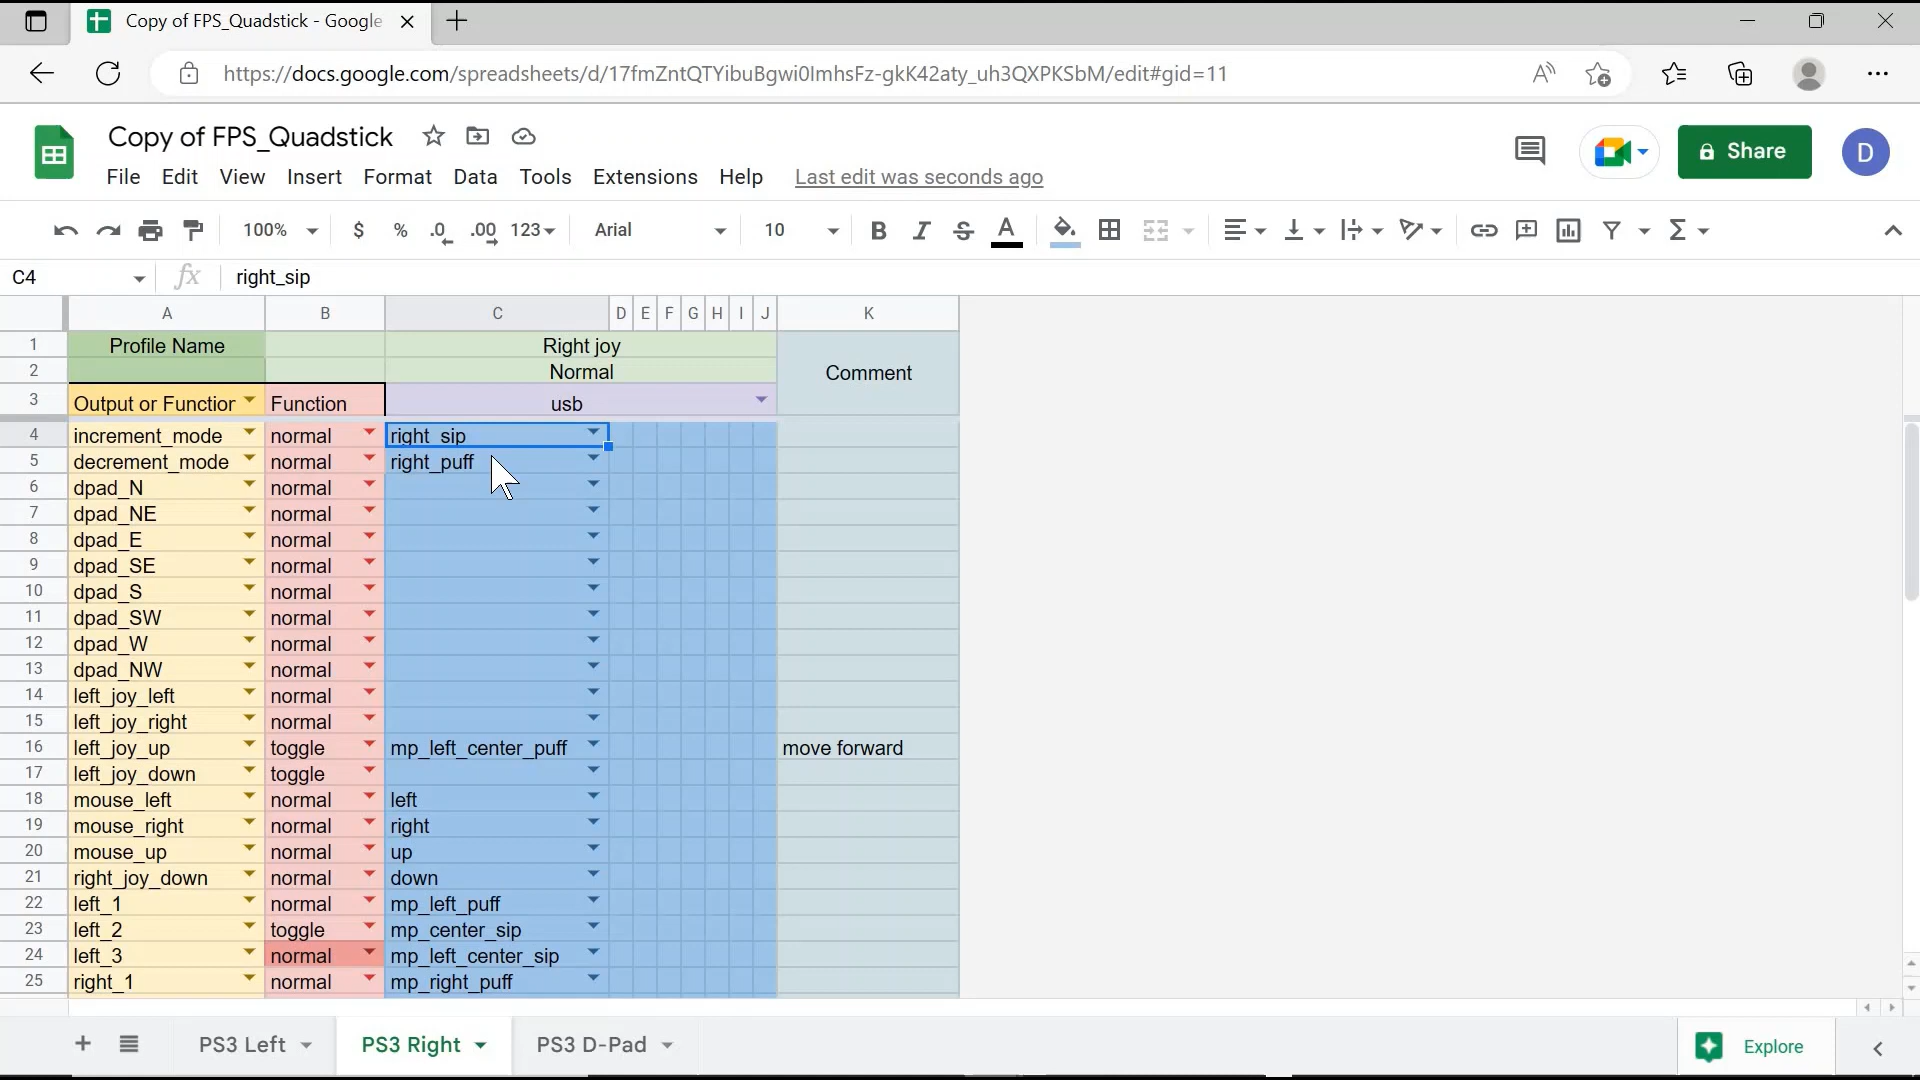 Copy of FPS_Quadstick - Google
https://docs.google.com/spreadsheets/d/17fmZntQTYibuBgwi0ImhsFz-gkK42aty_uh3QXPKSbM/edit#gid=11
Copy of FPS_Quadstick
Share
D
File Edit View Insert Format Data Tools Extensions Help Last edit was seconds ago
100% $ % .0 .00 123 Arial 10 B I S A
C4 fx right_sip
A B C D E F G H I J K
1 Profile Name Right joy
2 Normal Comment
3 Output or Function Function usb
4 increment_mode normal right_sip
5 decrement_mode normal right_puff
6 dpad_N normal
7 dpad_NE normal
8 dpad_E normal
9 dpad_SE normal
10 dpad_S normal
11 dpad_SW normal
12 dpad_W normal
13 dpad_NW normal
14 left_joy_left normal
15 left_joy_right normal
16 left_joy_up toggle mp_left_center_puff move forward
17 left_joy_down toggle
18 mouse_left normal left
19 mouse_right normal right
20 mouse_up normal up
21 right_joy_down normal down
22 left_1 normal mp_left_puff
23 left_2 toggle mp_center_sip
24 left_3 normal mp_left_center_sip
25 right_1 normal mp_right_puff
PS3 Left PS3 Right PS3 D-Pad Explore